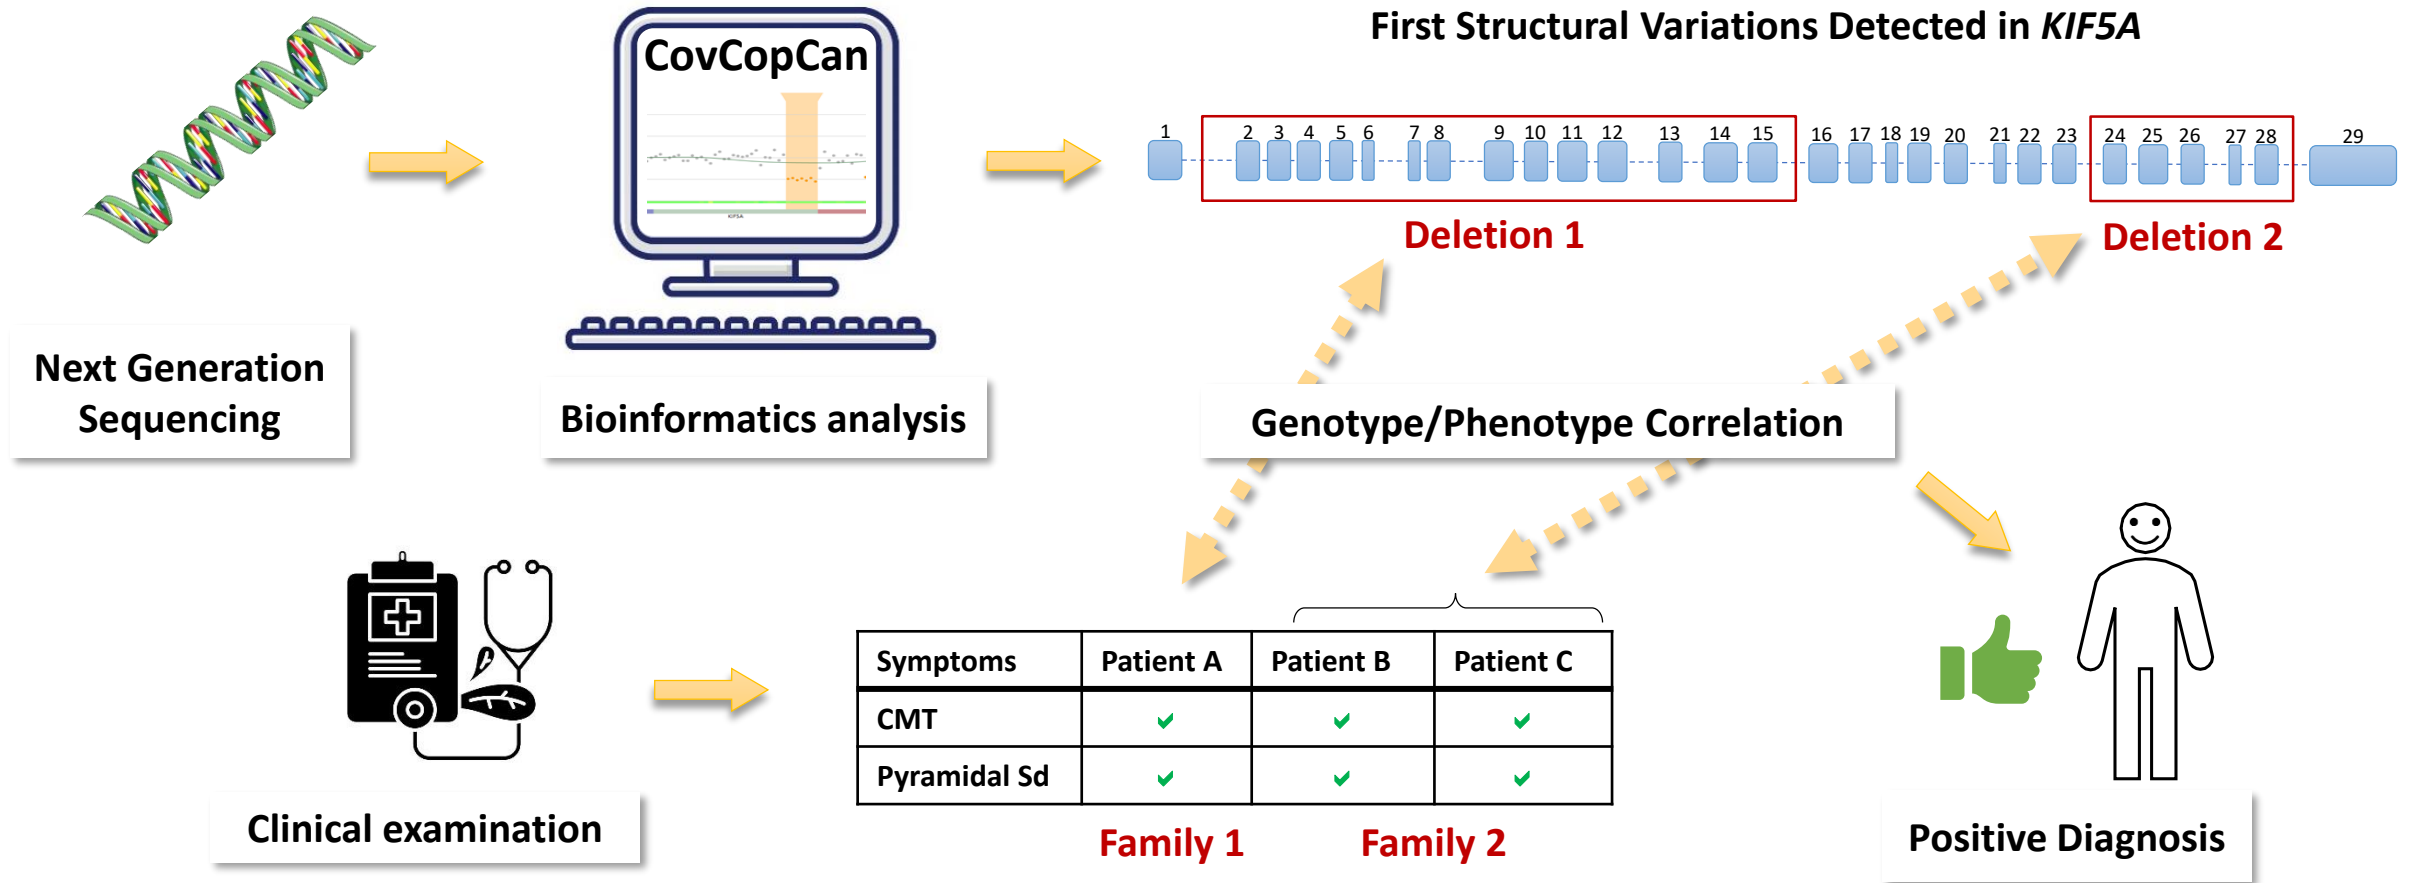 First Structural Variations Detected in KIF5A
CovCopCan
KIF5A
1 2 3 4 5 6 7 8 9 10 11 12 13 14 15 16 17 18 19 20 21 22 23 24 25 26 27 28 29
Deletion 1
Deletion 2
Next Generation
Sequencing
Bioinformatics analysis
Genotype/Phenotype Correlation
Symptoms Patient A Patient B Patient C
CMT ✔ ✔ ✔
Pyramidal Sd ✔ ✔ ✔
Clinical examination
Family 1
Family 2
Positive Diagnosis